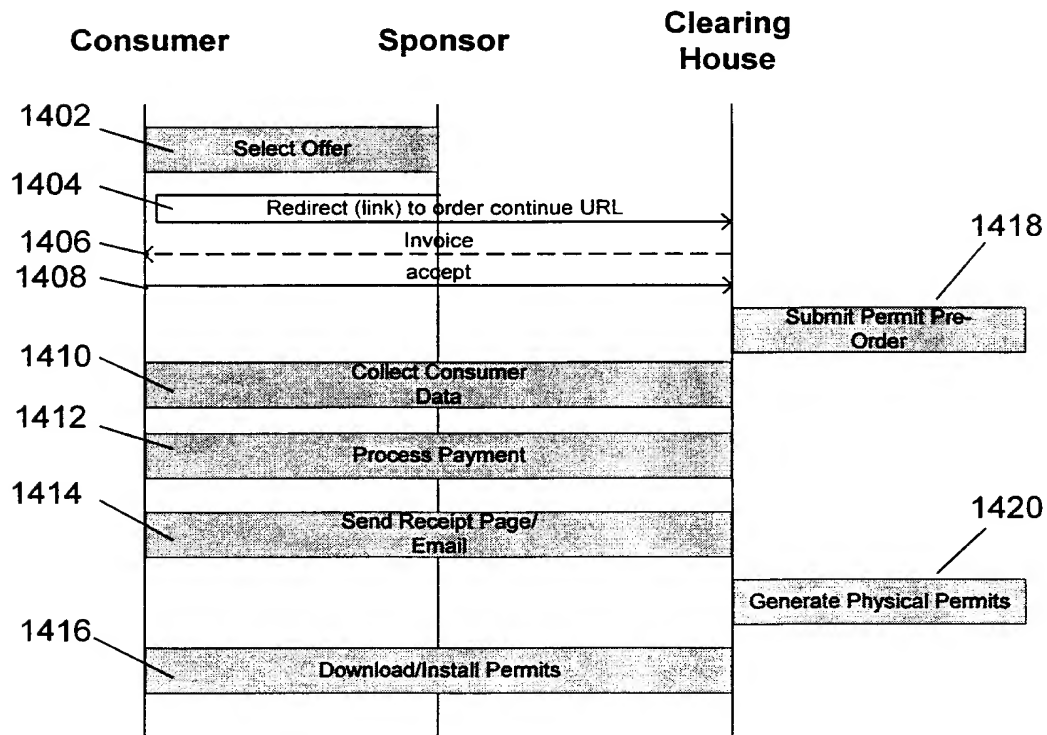 Consumer
Sponsor
Clearing
House
1402
Select Offer
1404
Redirect (link) to order continue URL
1406
Invoice
1408
accept
1418
Submit Permit Pre-
Order
1410
Collect Consumer
Data
1412
Process Payment
1414
Send Receipt Page/
Email
1420
Generate Physical Permits
1416
Download/Install Permits